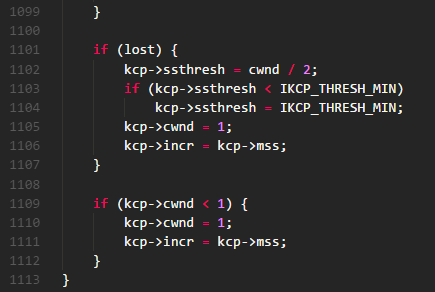 1099 }
1100
1101 if (lost) {
1102 kcp->ssthresh = cwnd / 2;
1103 if (kcp->ssthresh < IKCP_THRESH_MIN)
1104 kcp->ssthresh = IKCP_THRESH_MIN;
1105 kcp->cwnd = 1;
1106 kcp->incr = kcp->mss;
1107 }
1108
1109 if (kcp->cwnd < 1) {
1110 kcp->cwnd = 1;
1111 kcp->incr = kcp->mss;
1112 }
1113 }